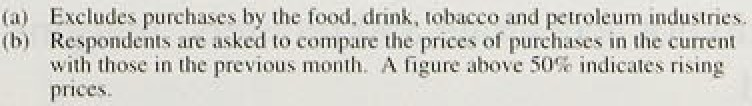 (a) Excludes purchases by the food, drink, tobacco and petroleum industries.
(b) Respondents are asked to compare the prices of purchases in the current
with those in the previous month. A figure above 50% indicates rising
prices.